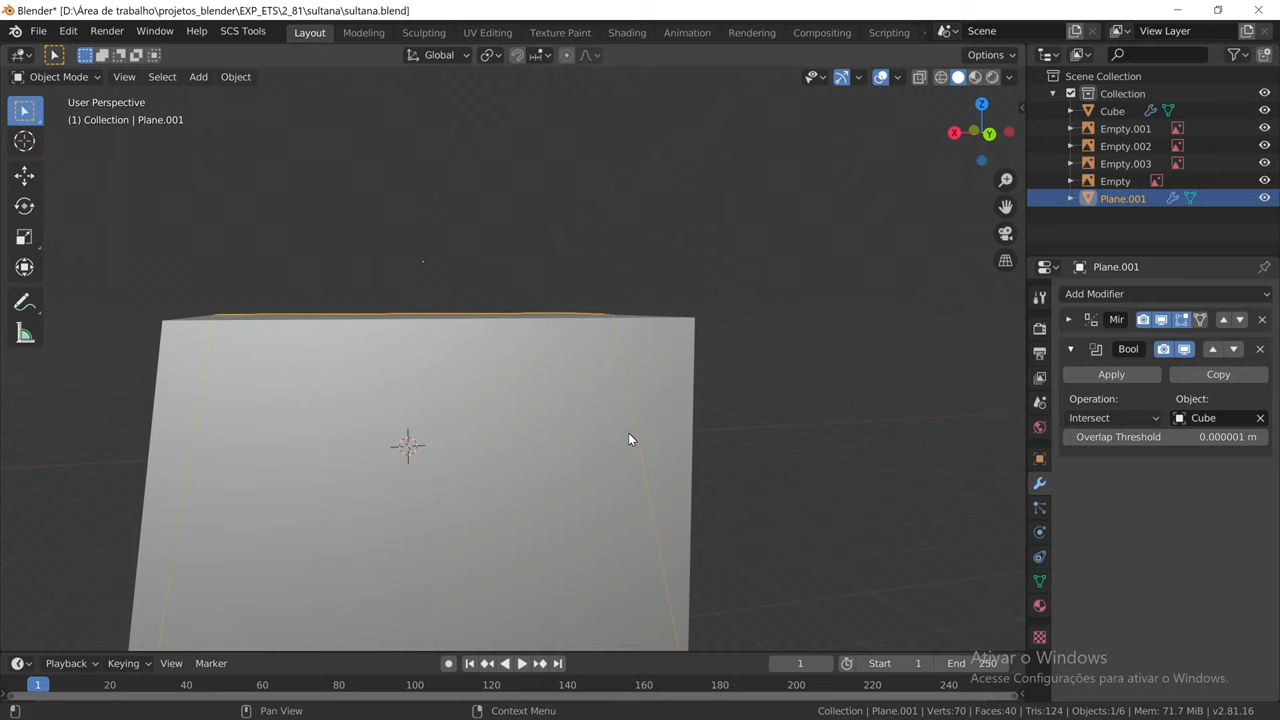 Blender* [D:\Área de trabalho\projetos_blender\EXP_ETS\2_81\sultana\sultana.blend]
File Edit Render Window Help SCS Tools Layout Modeling Sculpting UV Editing Texture Paint Shading Animation Rendering Compositing Scripting Scene View Layer
Global Options
Object Mode View Select Add Object
User Perspective
(1) Collection | Plane.001
Z
X
Y
Scene Collection
Collection
Cube
Empty.001
Empty.002
Empty.003
Empty
Plane.001
Plane.001
Add Modifier
Mir
Bool
Apply Copy
Operation: Object:
Intersect Cube
Overlap Threshold 0.000001 m
Ativar o Windows
Acesse Configurações para ativar o Windows.
Playback Keying View Marker 1 Start 1 End 250
1 20 40 60 80 100 120 140 160 180 200 220 240
Pan View Context Menu Collection | Plane.001 | Verts:70 | Faces:40 | Tris:124 | Objects:1/6 | Mem: 71.7 MiB | v2.81.16